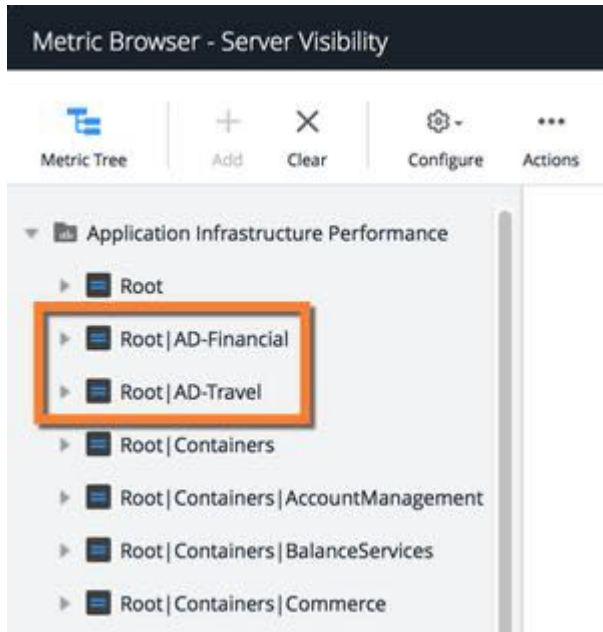 Metric Browser - Server Visibility
Metric Tree
Add
Clear
Configure
Actions
Application Infrastructure Performance
Root
Root|AD-Financial
Root|AD-Travel
Root|Containers
Root|Containers|AccountManagement
Root|Containers|BalanceServices
Root|Containers|Commerce